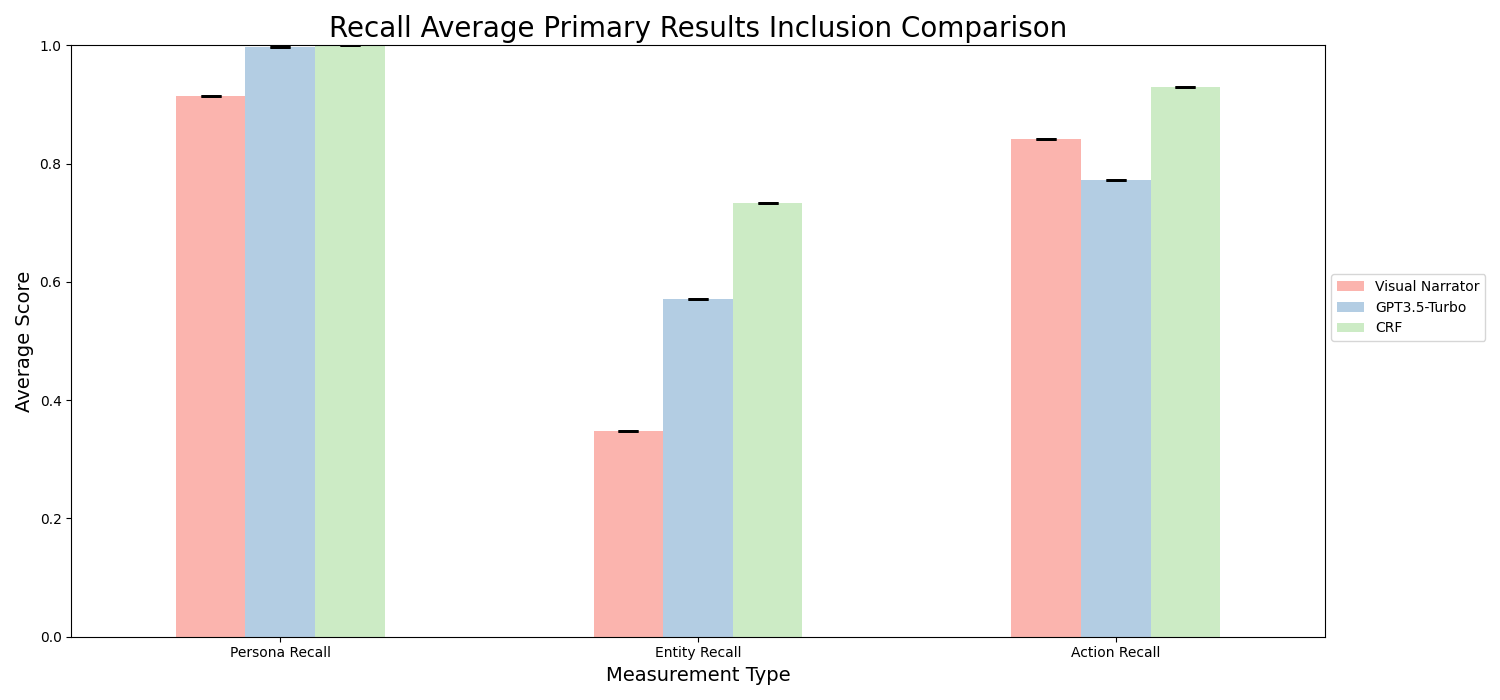 Recall Average Primary Results Inclusion Comparison
1.0
0.8
0.6
0.4
0.2
0.0
Average Score
Persona Recall
Entity Recall
Action Recall
Measurement Type
Visual Narrator
GPT3.5-Turbo
CRF